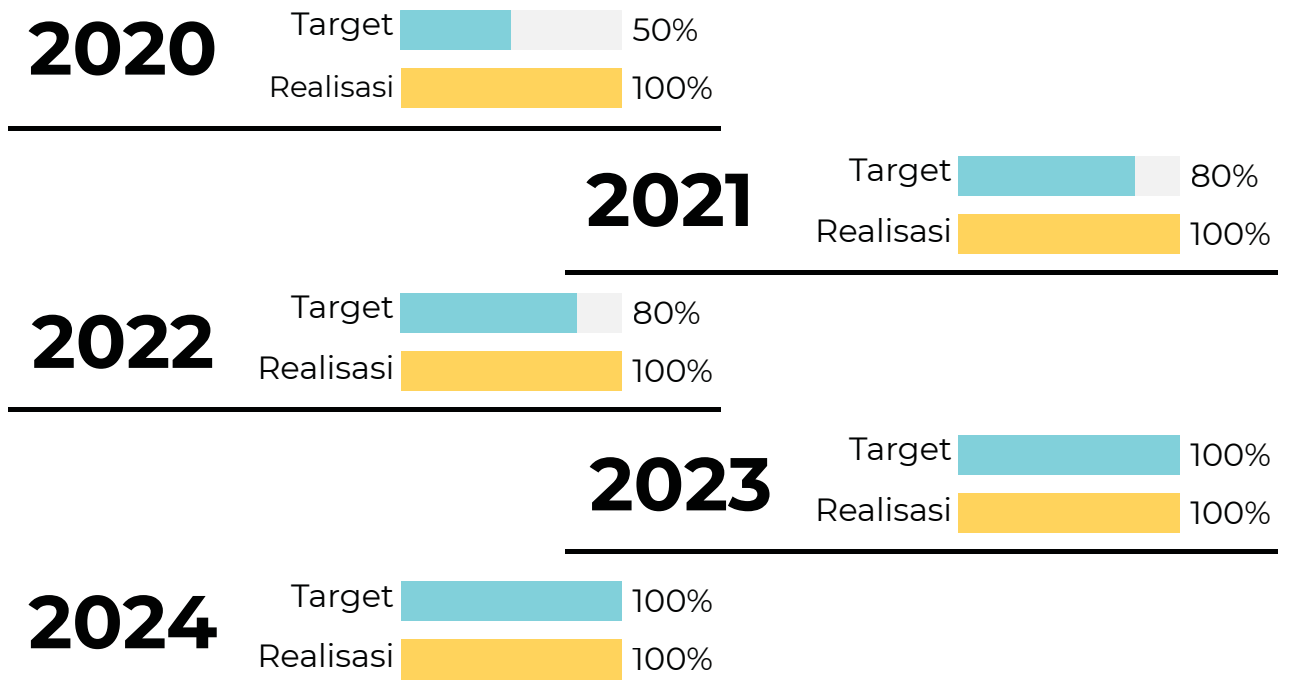 2020
Target 50%
Realisasi 100%
2021
Target 80%
Realisasi 100%
2022
Target 80%
Realisasi 100%
2023
Target 100%
Realisasi 100%
2024
Target 100%
Realisasi 100%